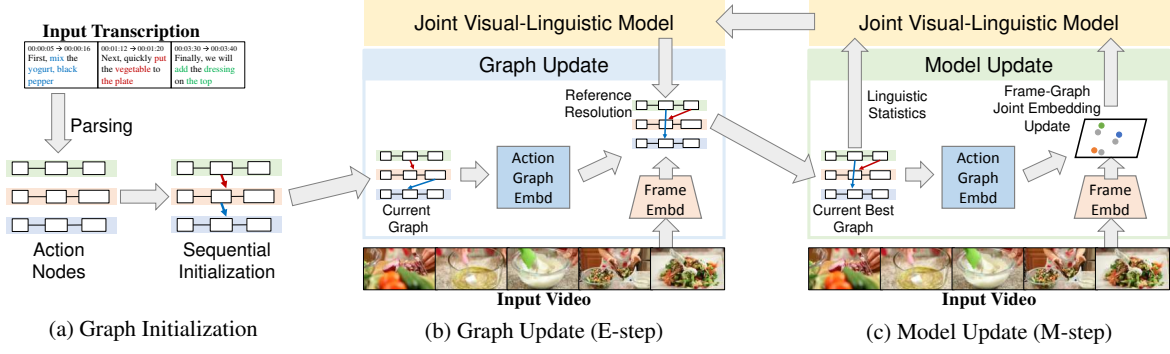 Input Transcription
00:00:05 → 00:00:16
First, mix the
yogurt, black
pepper
00:01:12 → 00:01:20
Next, quickly put
the vegetable to
the plate
00:03:30 → 00:03:40
Finally, we will
add the dressing
on the top
Parsing
Action
Nodes
Sequential
Initialization
(a) Graph Initialization
Joint Visual-Linguistic Model
Graph Update
Reference
Resolution
Current
Graph
Action
Graph
Embd
Frame
Embd
Input Video
(b) Graph Update (E-step)
Joint Visual-Linguistic Model
Model Update
Linguistic
Statistics
Frame-Graph
Joint Embedding
Update
Current Best
Graph
Action
Graph
Embd
Frame
Embd
Input Video
(c) Model Update (M-step)